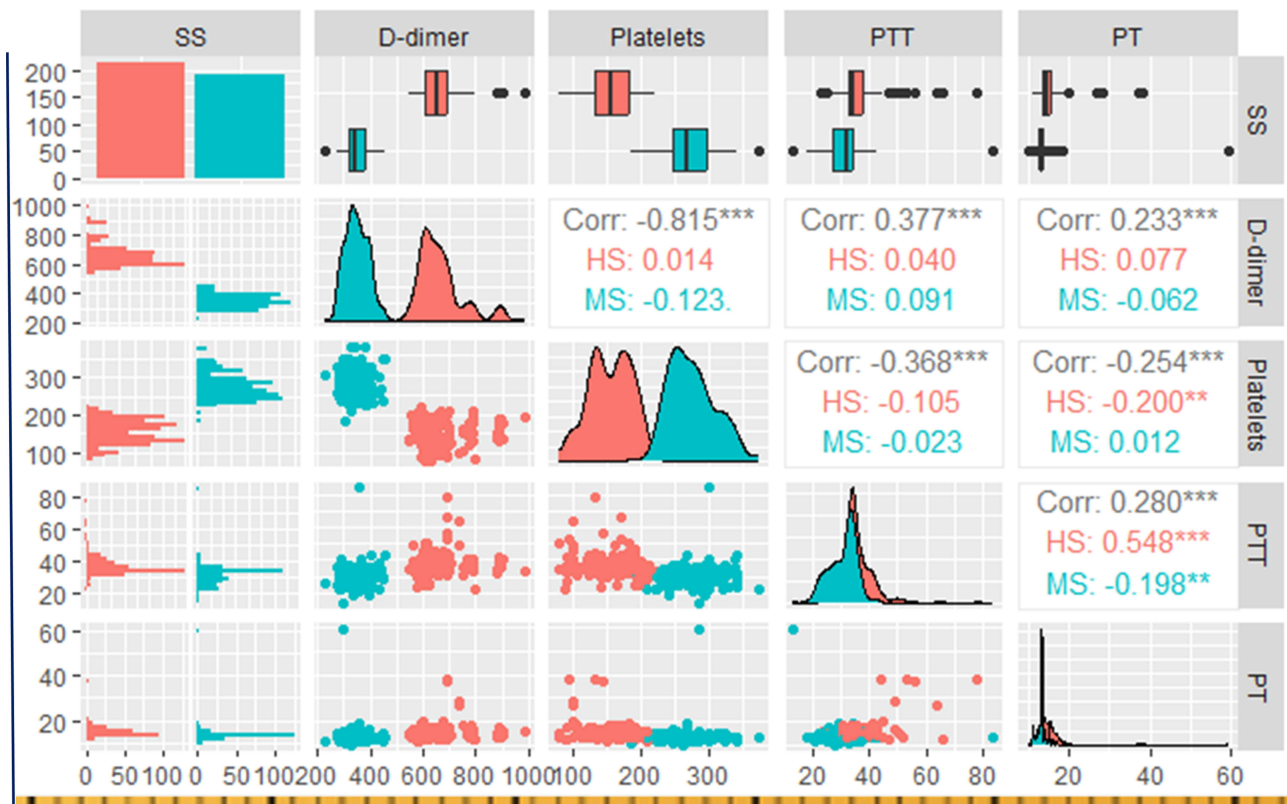 SS D-dimer Platelets PTT PT
200
150
100
50
0
SS
1000
800
600
400
200
Corr: -0.815***
HS: 0.014
MS: -0.123.
Corr: 0.377***
HS: 0.040
MS: 0.091
Corr: 0.233***
HS: 0.077
MS: -0.062
D-dimer
300
200
100
Corr: -0.368***
HS: -0.105
MS: -0.023
Corr: -0.254***
HS: -0.200**
MS: 0.012
Platelets
80
60
40
20
Corr: 0.280***
HS: 0.548***
MS: -0.198**
PTT
60
40
20
PT
0 50 100 0 50 100 200 400 600 800 1000 100 200 300 20 40 60 80 20 40 60